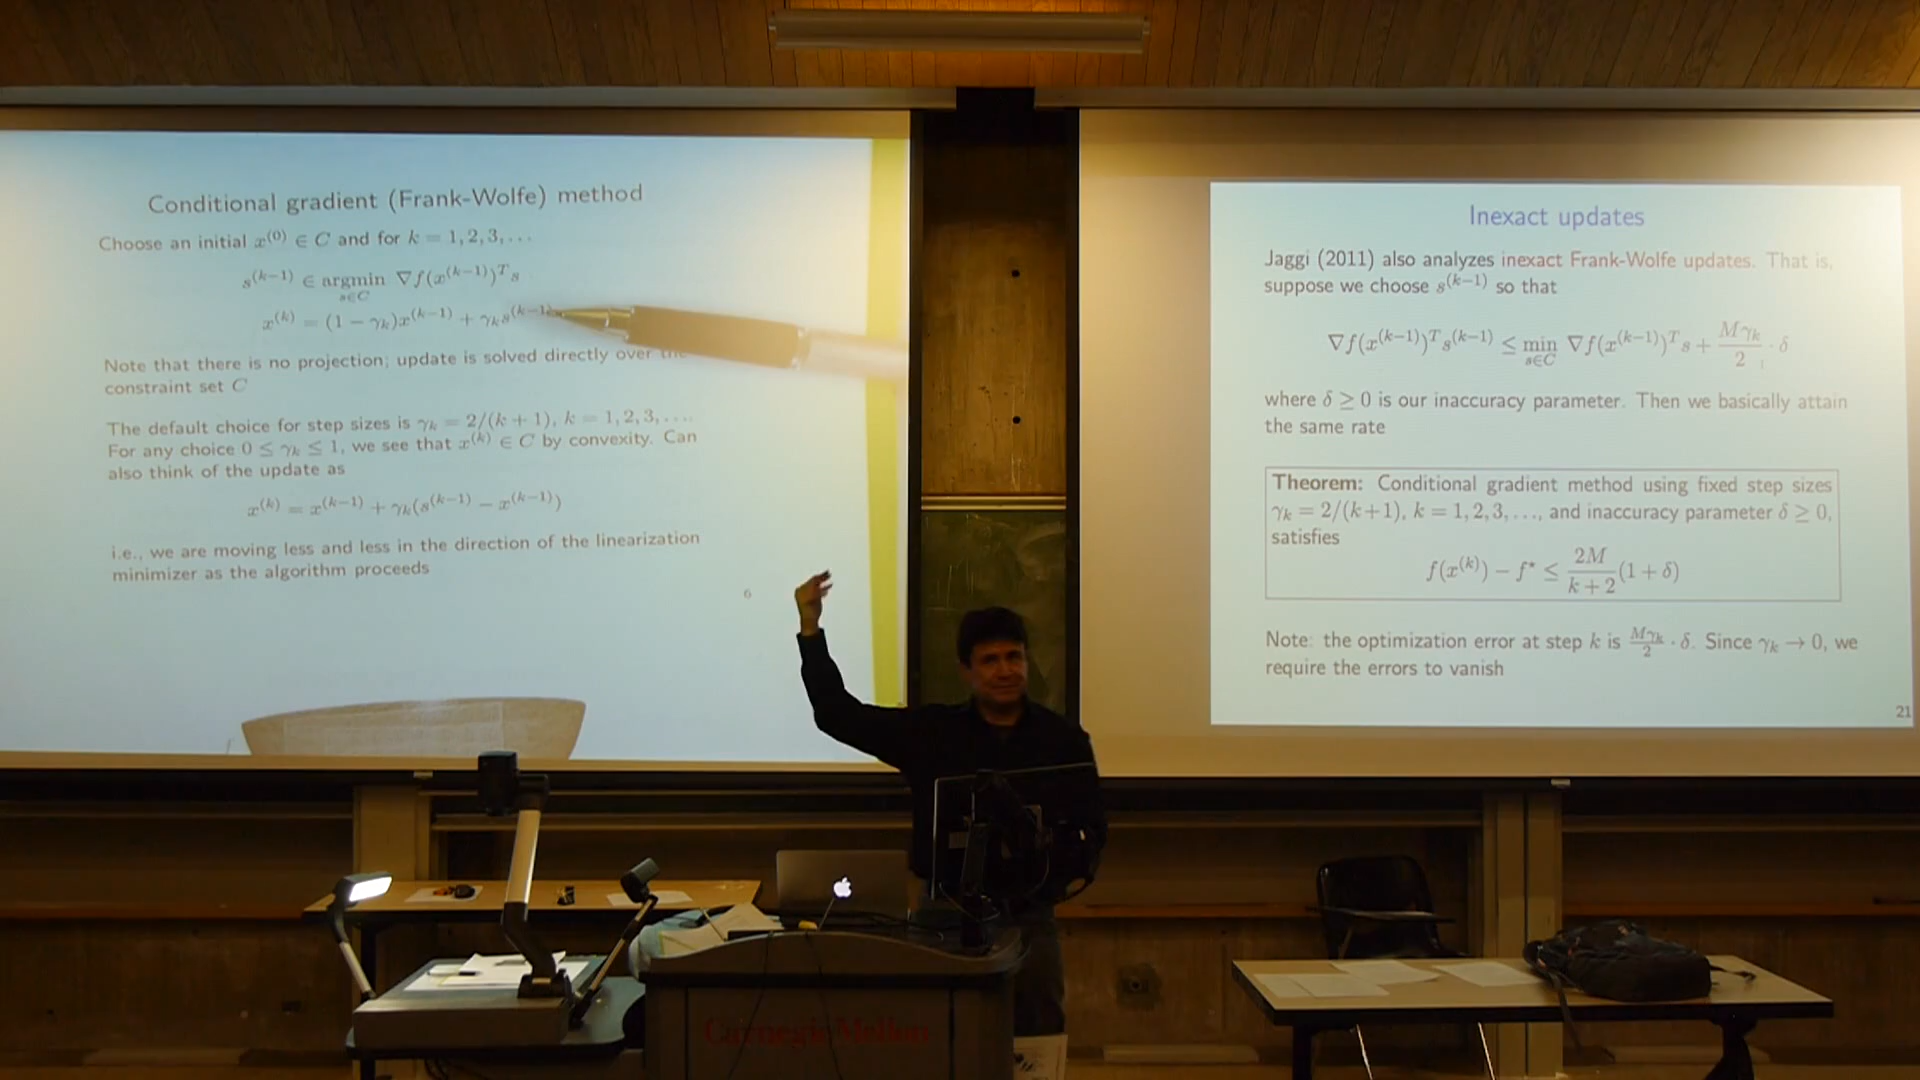 Conditional gradient (Frank-Wolfe) method
Choose an initial x^(0) ∈ C and for k = 1, 2, 3, . . .
s^(k−1) ∈ argmin_{s∈C} ∇f(x^(k−1))^T s
x^(k) = (1 − γ_k)x^(k−1) + γ_k s^(k−1)
Note that there is no projection; update is solved directly over the
constraint set C
The default choice for step sizes is γ_k = 2/(k + 1), k = 1, 2, 3, . . . .
For any choice 0 ≤ γ_k ≤ 1, we see that x^(k) ∈ C by convexity. Can
also think of the update as
x^(k) = x^(k−1) + γ_k(s^(k−1) − x^(k−1))
i.e., we are moving less and less in the direction of the linearization
minimizer as the algorithm proceeds
6
Inexact updates
Jaggi (2011) also analyzes inexact Frank-Wolfe updates. That is,
suppose we choose s^(k−1) so that
∇f(x^(k−1))^T s^(k−1) ≤ min_{s∈C} ∇f(x^(k−1))^T s + Mγ_k/2 · δ
where δ ≥ 0 is our inaccuracy parameter. Then we basically attain
the same rate
Theorem: Conditional gradient method using fixed step sizes
γ_k = 2/(k+1), k = 1, 2, 3, . . ., and inaccuracy parameter δ ≥ 0,
satisfies
f(x^(k)) − f* ≤ 2M/(k + 2) (1 + δ)
Note: the optimization error at step k is Mγ_k/2 · δ. Since γ_k → 0, we
require the errors to vanish
21
Carnegie Mellon